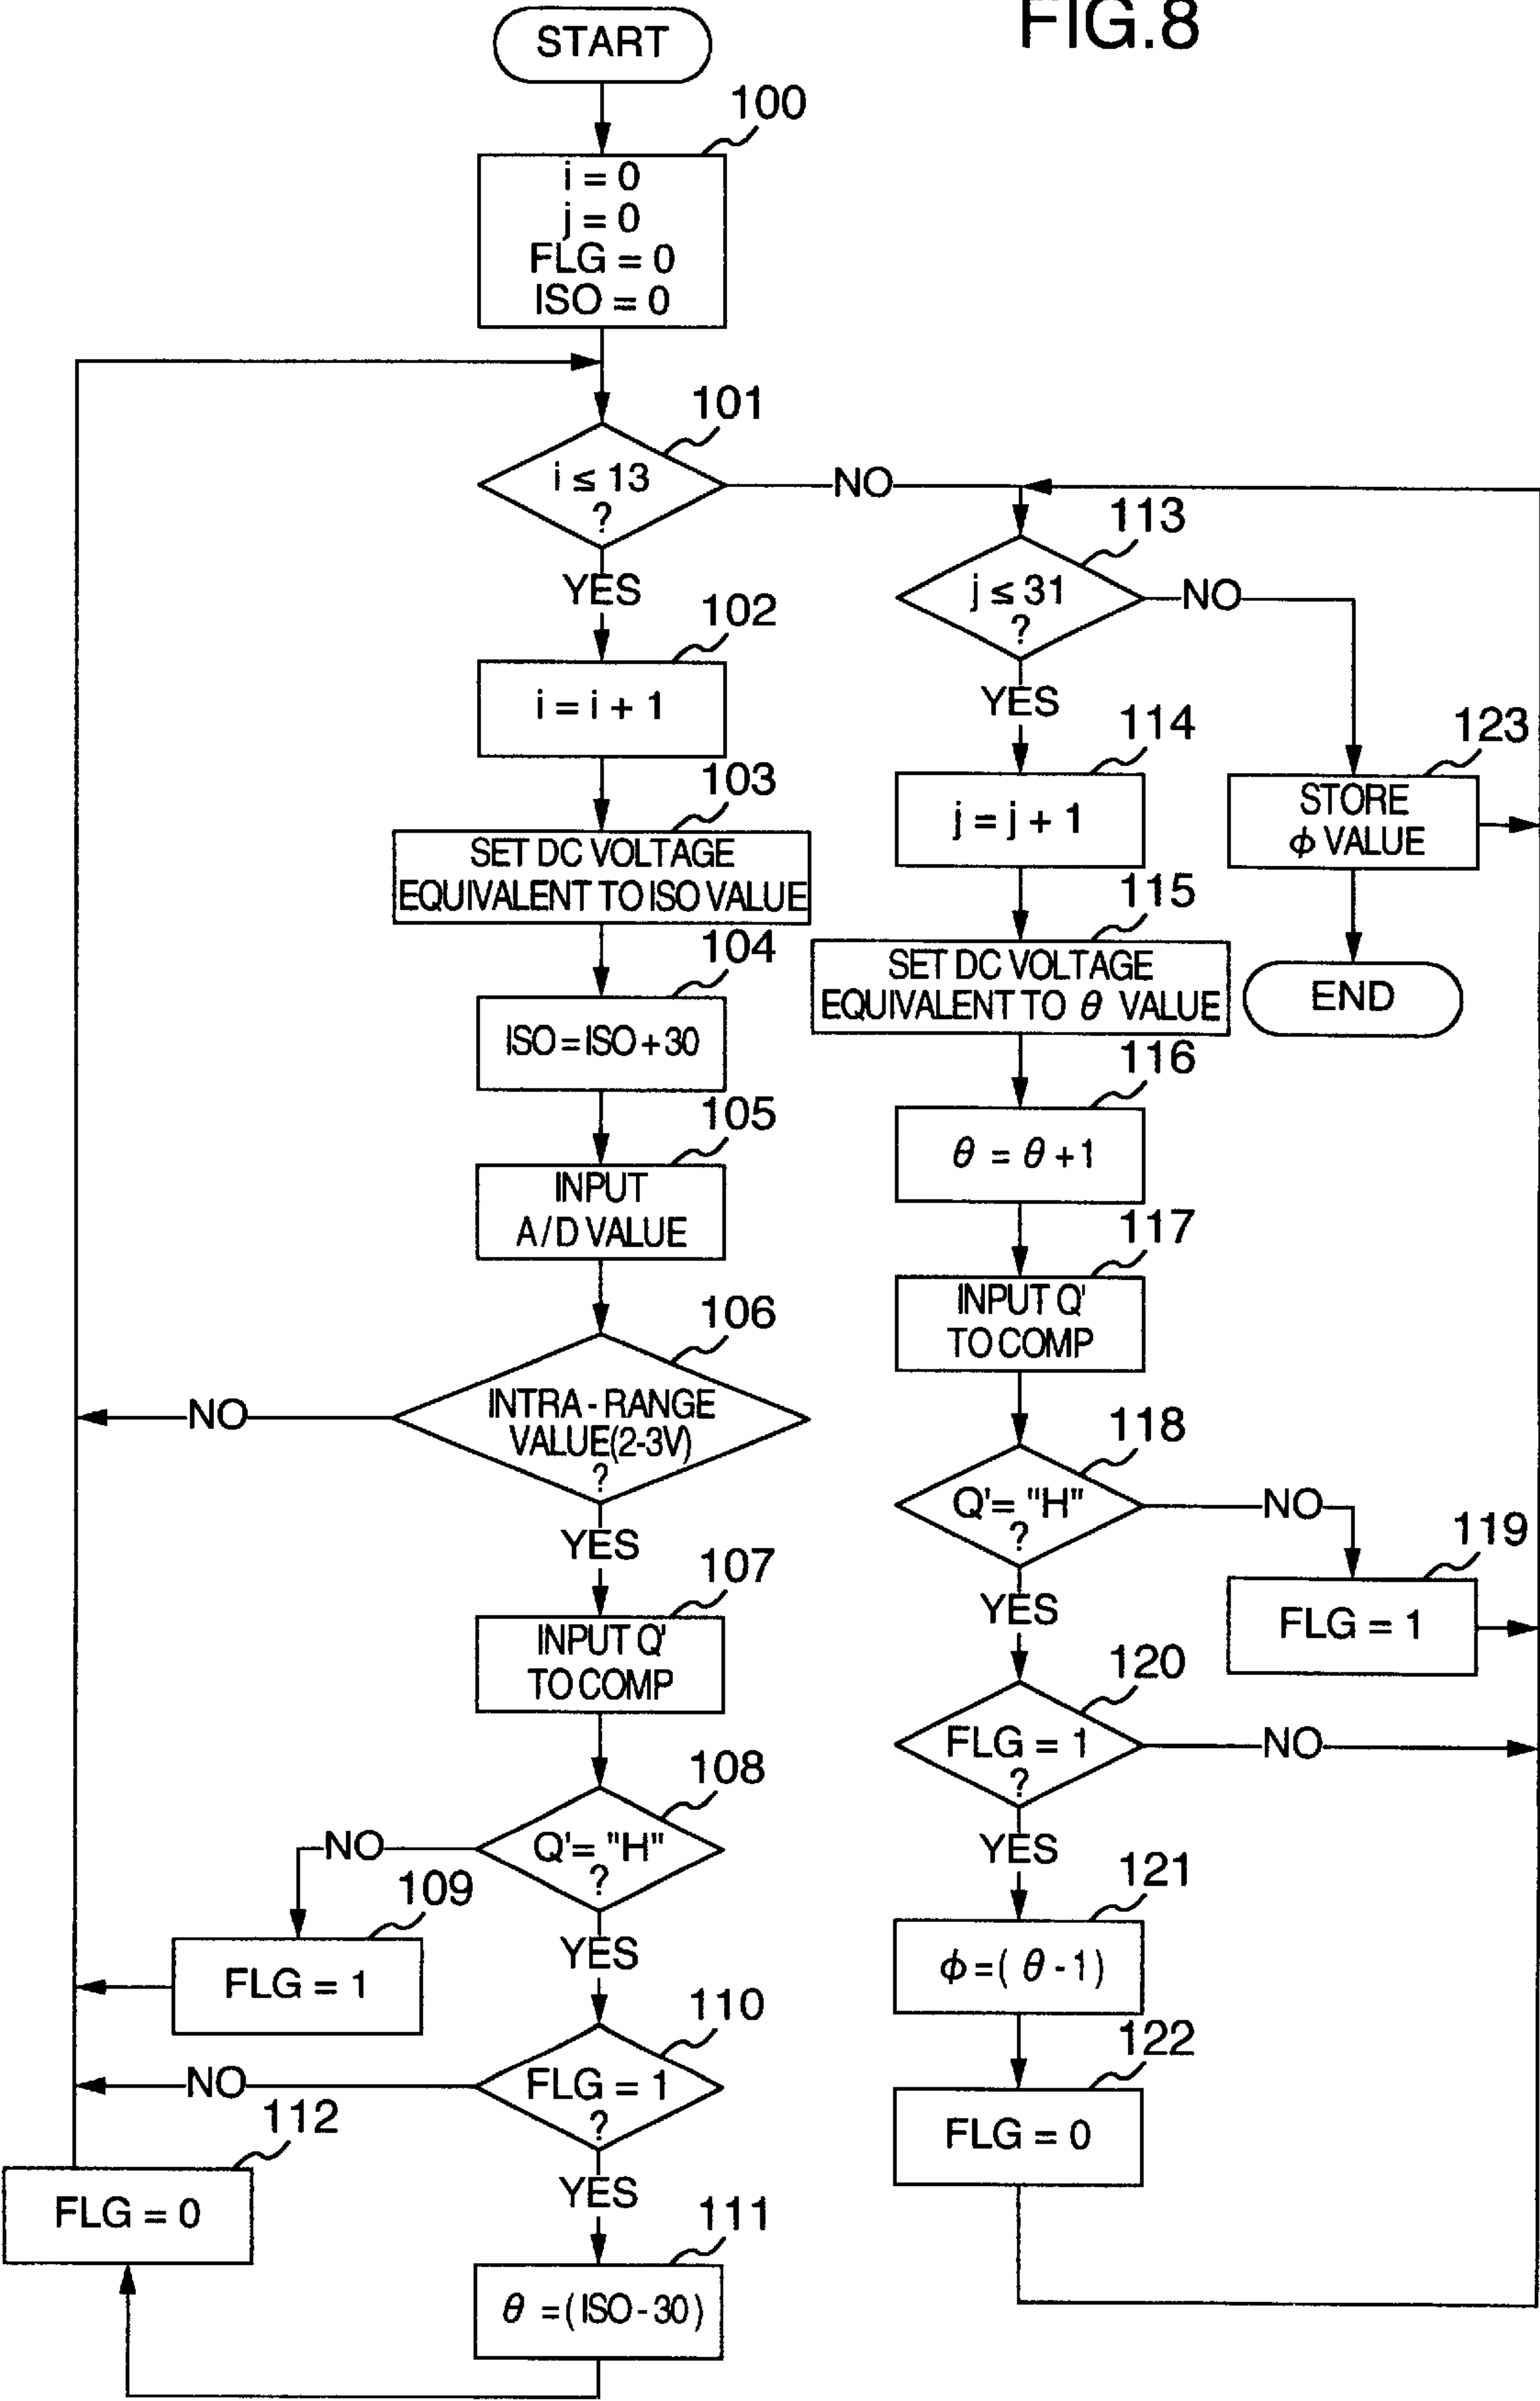 FIG.8
START
100
i = 0
j = 0
FLG = 0
ISO = 0
101
i ≤ 13
?
NO
YES
102
i = i + 1
103
SET DC VOLTAGE
EQUIVALENT TO ISO VALUE
104
ISO = ISO + 30
105
INPUT
A/D VALUE
106
INTRA - RANGE
VALUE(2-3V)
?
NO
YES
107
INPUT Q'
TO COMP
108
Q'= "H"
?
NO
109
FLG = 1
YES
110
FLG = 1
?
NO
112
FLG = 0
YES
111
θ = (ISO - 30)
113
j ≤ 31
?
NO
YES
114
j = j + 1
123
STORE
ϕ VALUE
END
115
SET DC VOLTAGE
EQUIVALENT TO θ VALUE
116
θ = θ + 1
117
INPUT Q'
TO COMP
118
Q'= "H"
?
NO
119
FLG = 1
YES
120
FLG = 1
?
NO
YES
121
ϕ = ( θ - 1)
122
FLG = 0